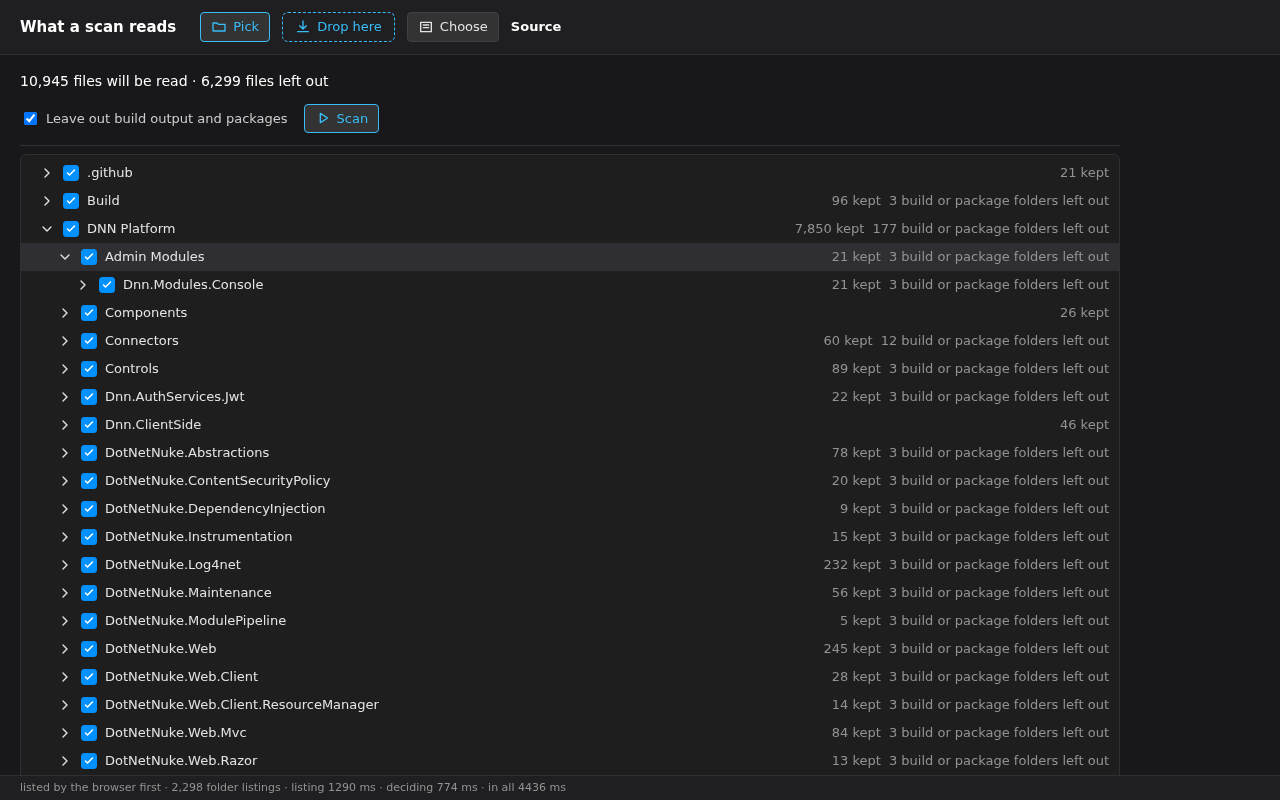 What a scan reads Pick Drop here Choose Source
10,945 files will be read · 6,299 files left out
Leave out build output and packages Scan
.github 21 kept
Build 96 kept 3 build or package folders left out
DNN Platform 7,850 kept 177 build or package folders left out
Admin Modules 21 kept 3 build or package folders left out
Dnn.Modules.Console 21 kept 3 build or package folders left out
Components 26 kept
Connectors 60 kept 12 build or package folders left out
Controls 89 kept 3 build or package folders left out
Dnn.AuthServices.Jwt 22 kept 3 build or package folders left out
Dnn.ClientSide 46 kept
DotNetNuke.Abstractions 78 kept 3 build or package folders left out
DotNetNuke.ContentSecurityPolicy 20 kept 3 build or package folders left out
DotNetNuke.DependencyInjection 9 kept 3 build or package folders left out
DotNetNuke.Instrumentation 15 kept 3 build or package folders left out
DotNetNuke.Log4net 232 kept 3 build or package folders left out
DotNetNuke.Maintenance 56 kept 3 build or package folders left out
DotNetNuke.ModulePipeline 5 kept 3 build or package folders left out
DotNetNuke.Web 245 kept 3 build or package folders left out
DotNetNuke.Web.Client 28 kept 3 build or package folders left out
DotNetNuke.Web.Client.ResourceManager 14 kept 3 build or package folders left out
DotNetNuke.Web.Mvc 84 kept 3 build or package folders left out
DotNetNuke.Web.Razor 13 kept 3 build or package folders left out
listed by the browser first · 2,298 folder listings · listing 1290 ms · deciding 774 ms · in all 4436 ms